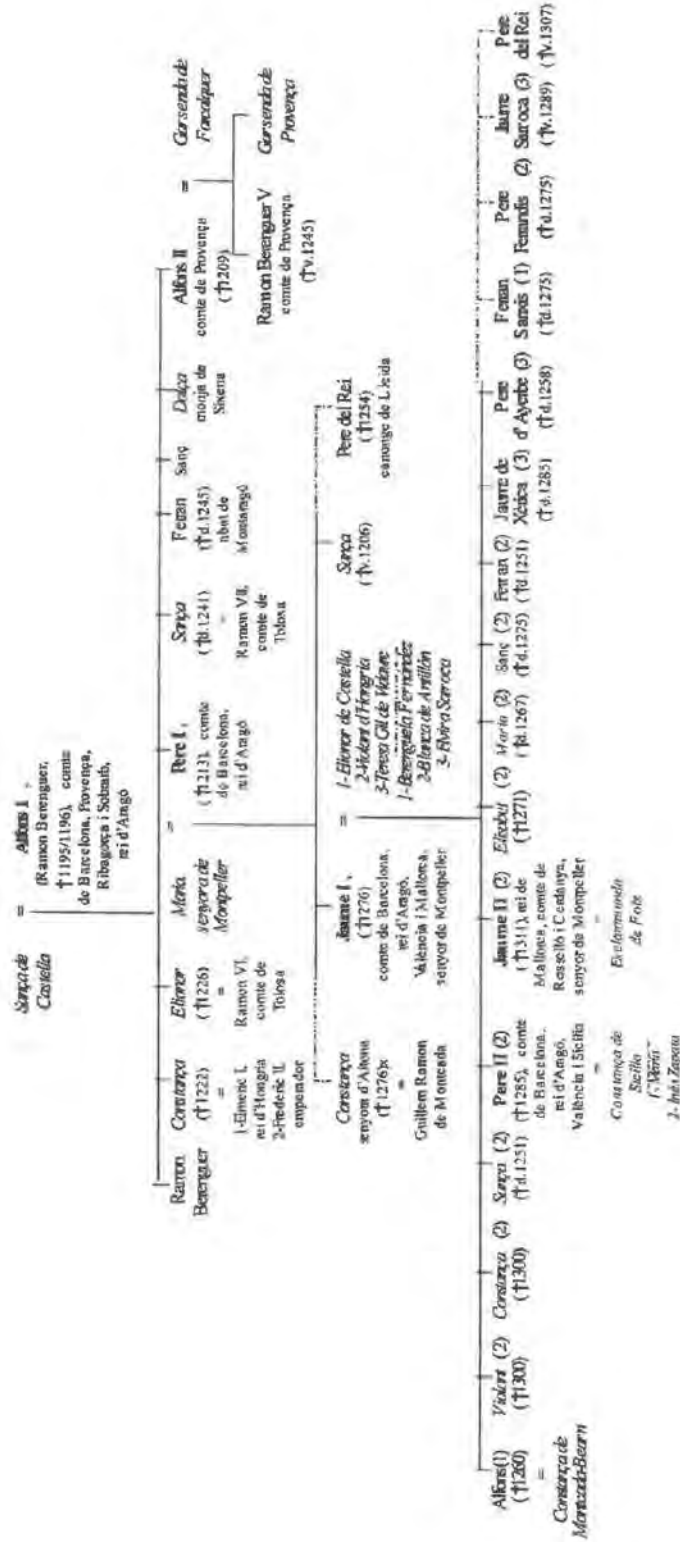 Sança de
Castella
=
Alfons I,
(Ramon Berenguer,
†1195/1196), comte
de Barcelona, Provença,
Ribagorça i Sobrarb,
rei d'Aragó
Ramon
Berenguer
Constança
(†1222)
=
1-Eimeric I,
rei d'Hongria
2-Frederic II,
emperador
Elionor
(†1226)
=
Ramon VI,
comte de
Tolosa
Maria
senyora de
Montpeller
=
Pere I,
(†1213), comte
de Barcelona,
rei d'Aragó
Sança
(†d.1241)
=
Ramon VII,
comte de
Tolosa
Ferran
(†d.1245)
abat de
Montaragó
Sanç
Dolça
monja de
Sixena
Alfons II
comte de Provença
(†1209)
=
Garsenda de
Forcalquer
Ramon Berenguer V
comte de Provença
(†v.1245)
Garsenda de
Provença
Constança
senyora d'Aitona
(†1276)x
=
Guillem Ramon
de Montcada
Jaume I,
(†1276)
comte de Barcelona,
rei d'Aragó,
València i Mallorca,
senyor de Montpeller
=
1-Elionor de Castella
2-Violant d'Hongria
3-Teresa Gil de Vidaure
1-Berenguela Fernández
2-Blanca de Antillón
3-Elvira Sarroca
Sança
(†v.1206)
Pere del Rei
(†1254)
canonge de Lleida
Alfons(1)
(†1260)
=
Constança de
Montcada-Bearn
Violant (2)
(†1300)
Constança (2)
(†1300)
Sança (2)
(†d.1251)
Pere II (2)
(†1285), comte
de Barcelona,
rei d'Aragó,
València i Sicília
=
Constança de
Sicília
1-Maria
2-Inés Zapata
Jaume II (2)
(†1311), rei de
Mallorca, comte de
Rosselló i Cerdanya,
senyor de Montpeller
=
Esclarmunda
de Foix
Elisabet (2)
(†1271)
Maria (2)
(†d.1267)
Sanç (2)
(†d.1275)
Ferran (2)
(†d.1251)
Jaume de
Xèrica (3)
(†d.1285)
Pere
d'Ayerbe (3)
(†d.1258)
Ferran
Sanxis (1)
(†d.1275)
Pere
Ferrandis (2)
(†d.1275)
Jaume
Sarroca (3)
(†v.1289)
Pere
del Rei
(†v.1307)